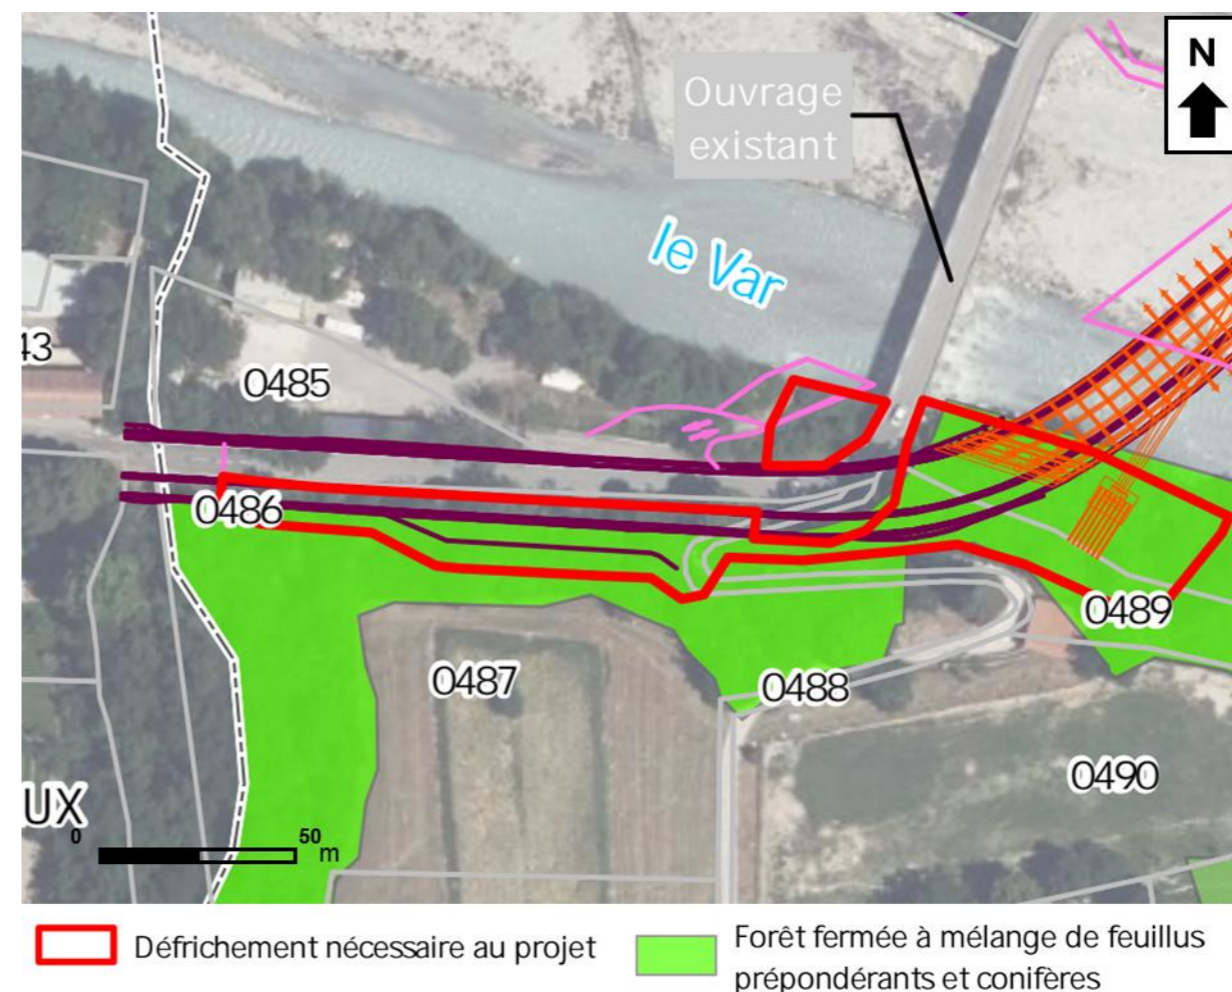 N
Ouvrage
existant
le Var
43
0485
0486
0489
0487
0488
0490
UX
0
50
m
Défrichement nécessaire au projet
Forêt fermée à mélange de feuillus
prépondérants et conifères